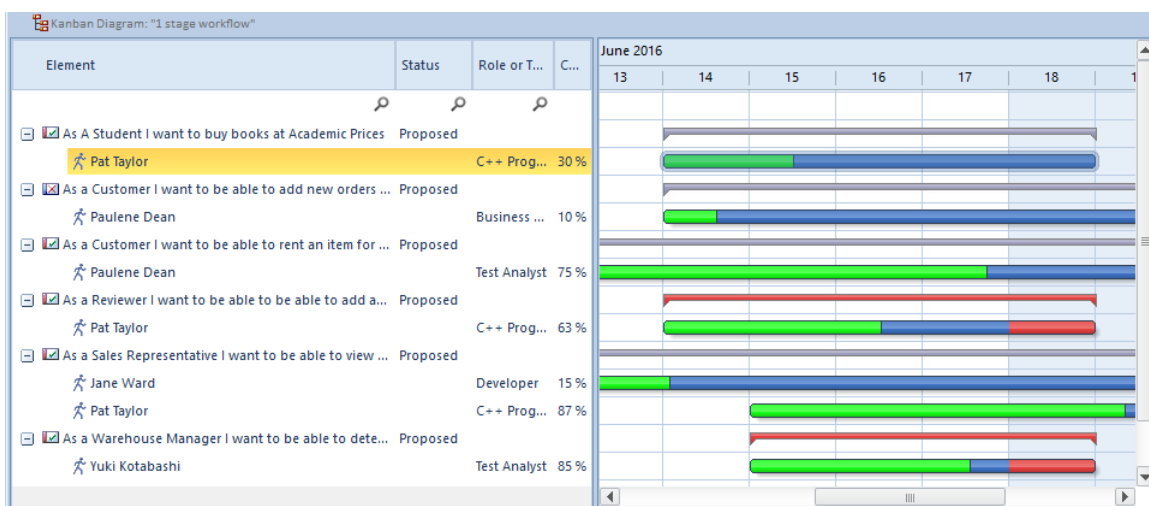 Kanban Diagram: "1 stage workflow"
Element Status Role or T... C... June 2016
13 14 15 16 17 18 1
As A Student I want to buy books at Academic Prices Proposed
Pat Taylor C++ Prog... 30 %
As a Customer I want to be able to add new orders ... Proposed
Paulene Dean Business ... 10 %
As a Customer I want to be able to rent an item for ... Proposed
Paulene Dean Test Analyst 75 %
As a Reviewer I want to be able to be able to add a... Proposed
Pat Taylor C++ Prog... 63 %
As a Sales Representative I want to be able to view ... Proposed
Jane Ward Developer 15 %
Pat Taylor C++ Prog... 87 %
As a Warehouse Manager I want to be able to dete... Proposed
Yuki Kotabashi Test Analyst 85 %